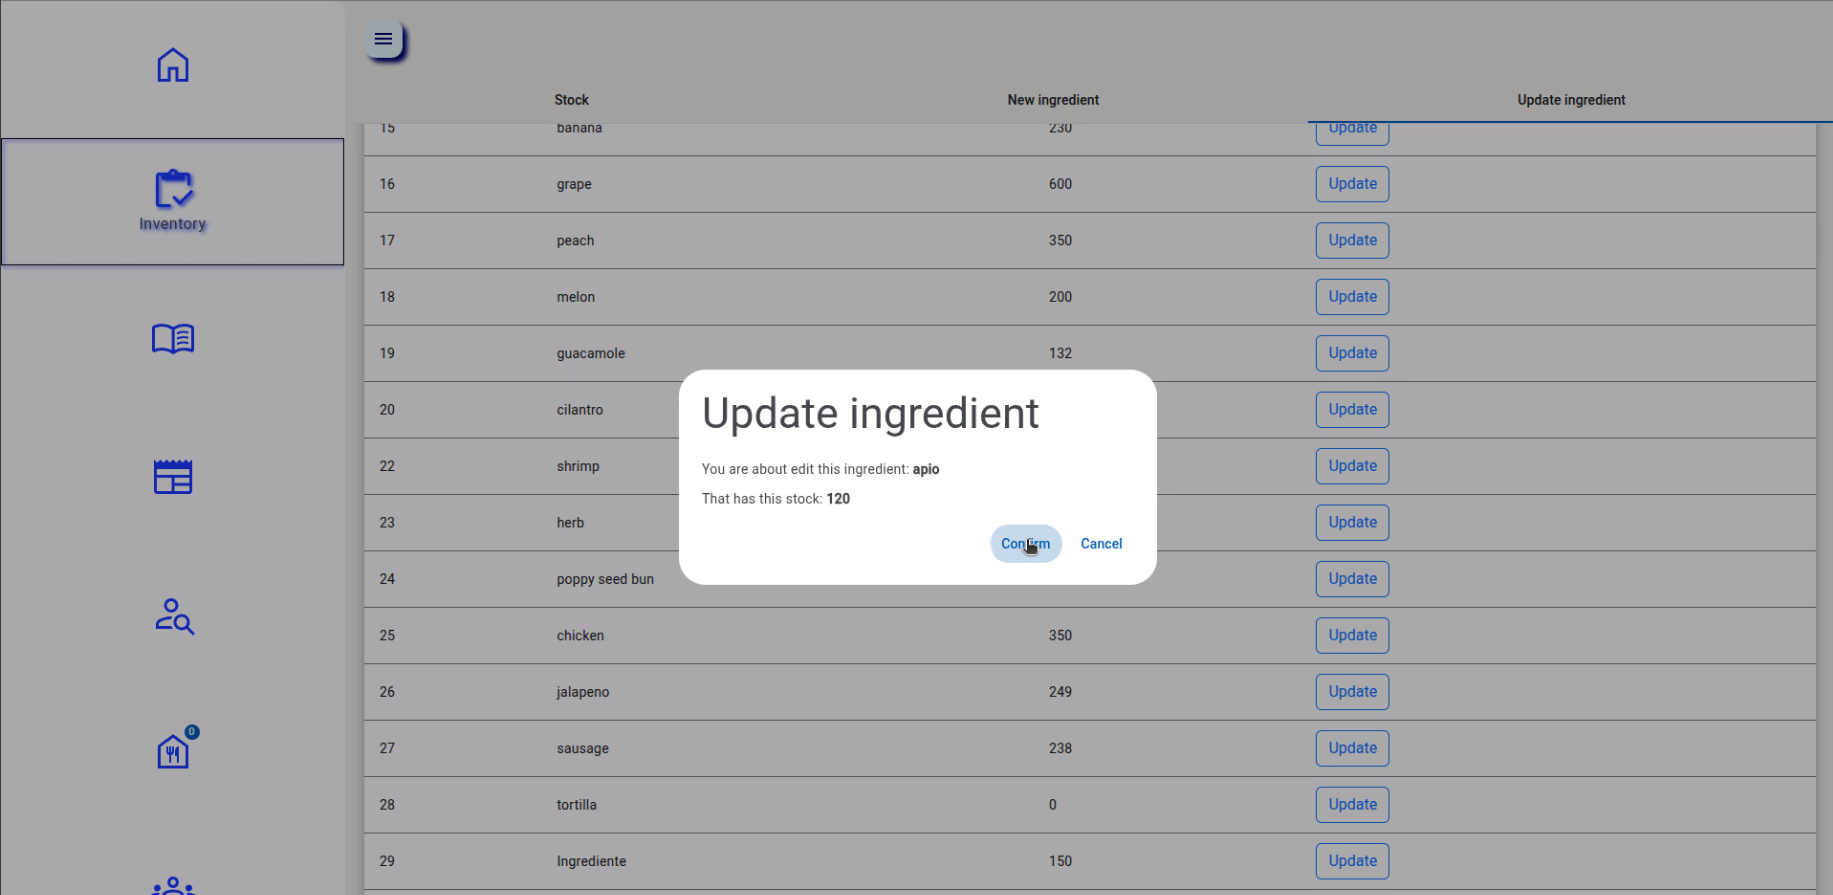 Stock New ingredient Update ingredient
15 banana 230 Update
16 grape 600 Update
Inventory
17 peach 350 Update
18 melon 200 Update
19 guacamole 132 Update
20 cilantro Update
Update ingredient
22 shrimp Update
You are about edit this ingredient: apio
That has this stock: 120
23 herb Update
Confirm Cancel
24 poppy seed bun Update
25 chicken 350 Update
26 jalapeno 249 Update
0
27 sausage 238 Update
28 tortilla 0 Update
29 Ingrediente 150 Update